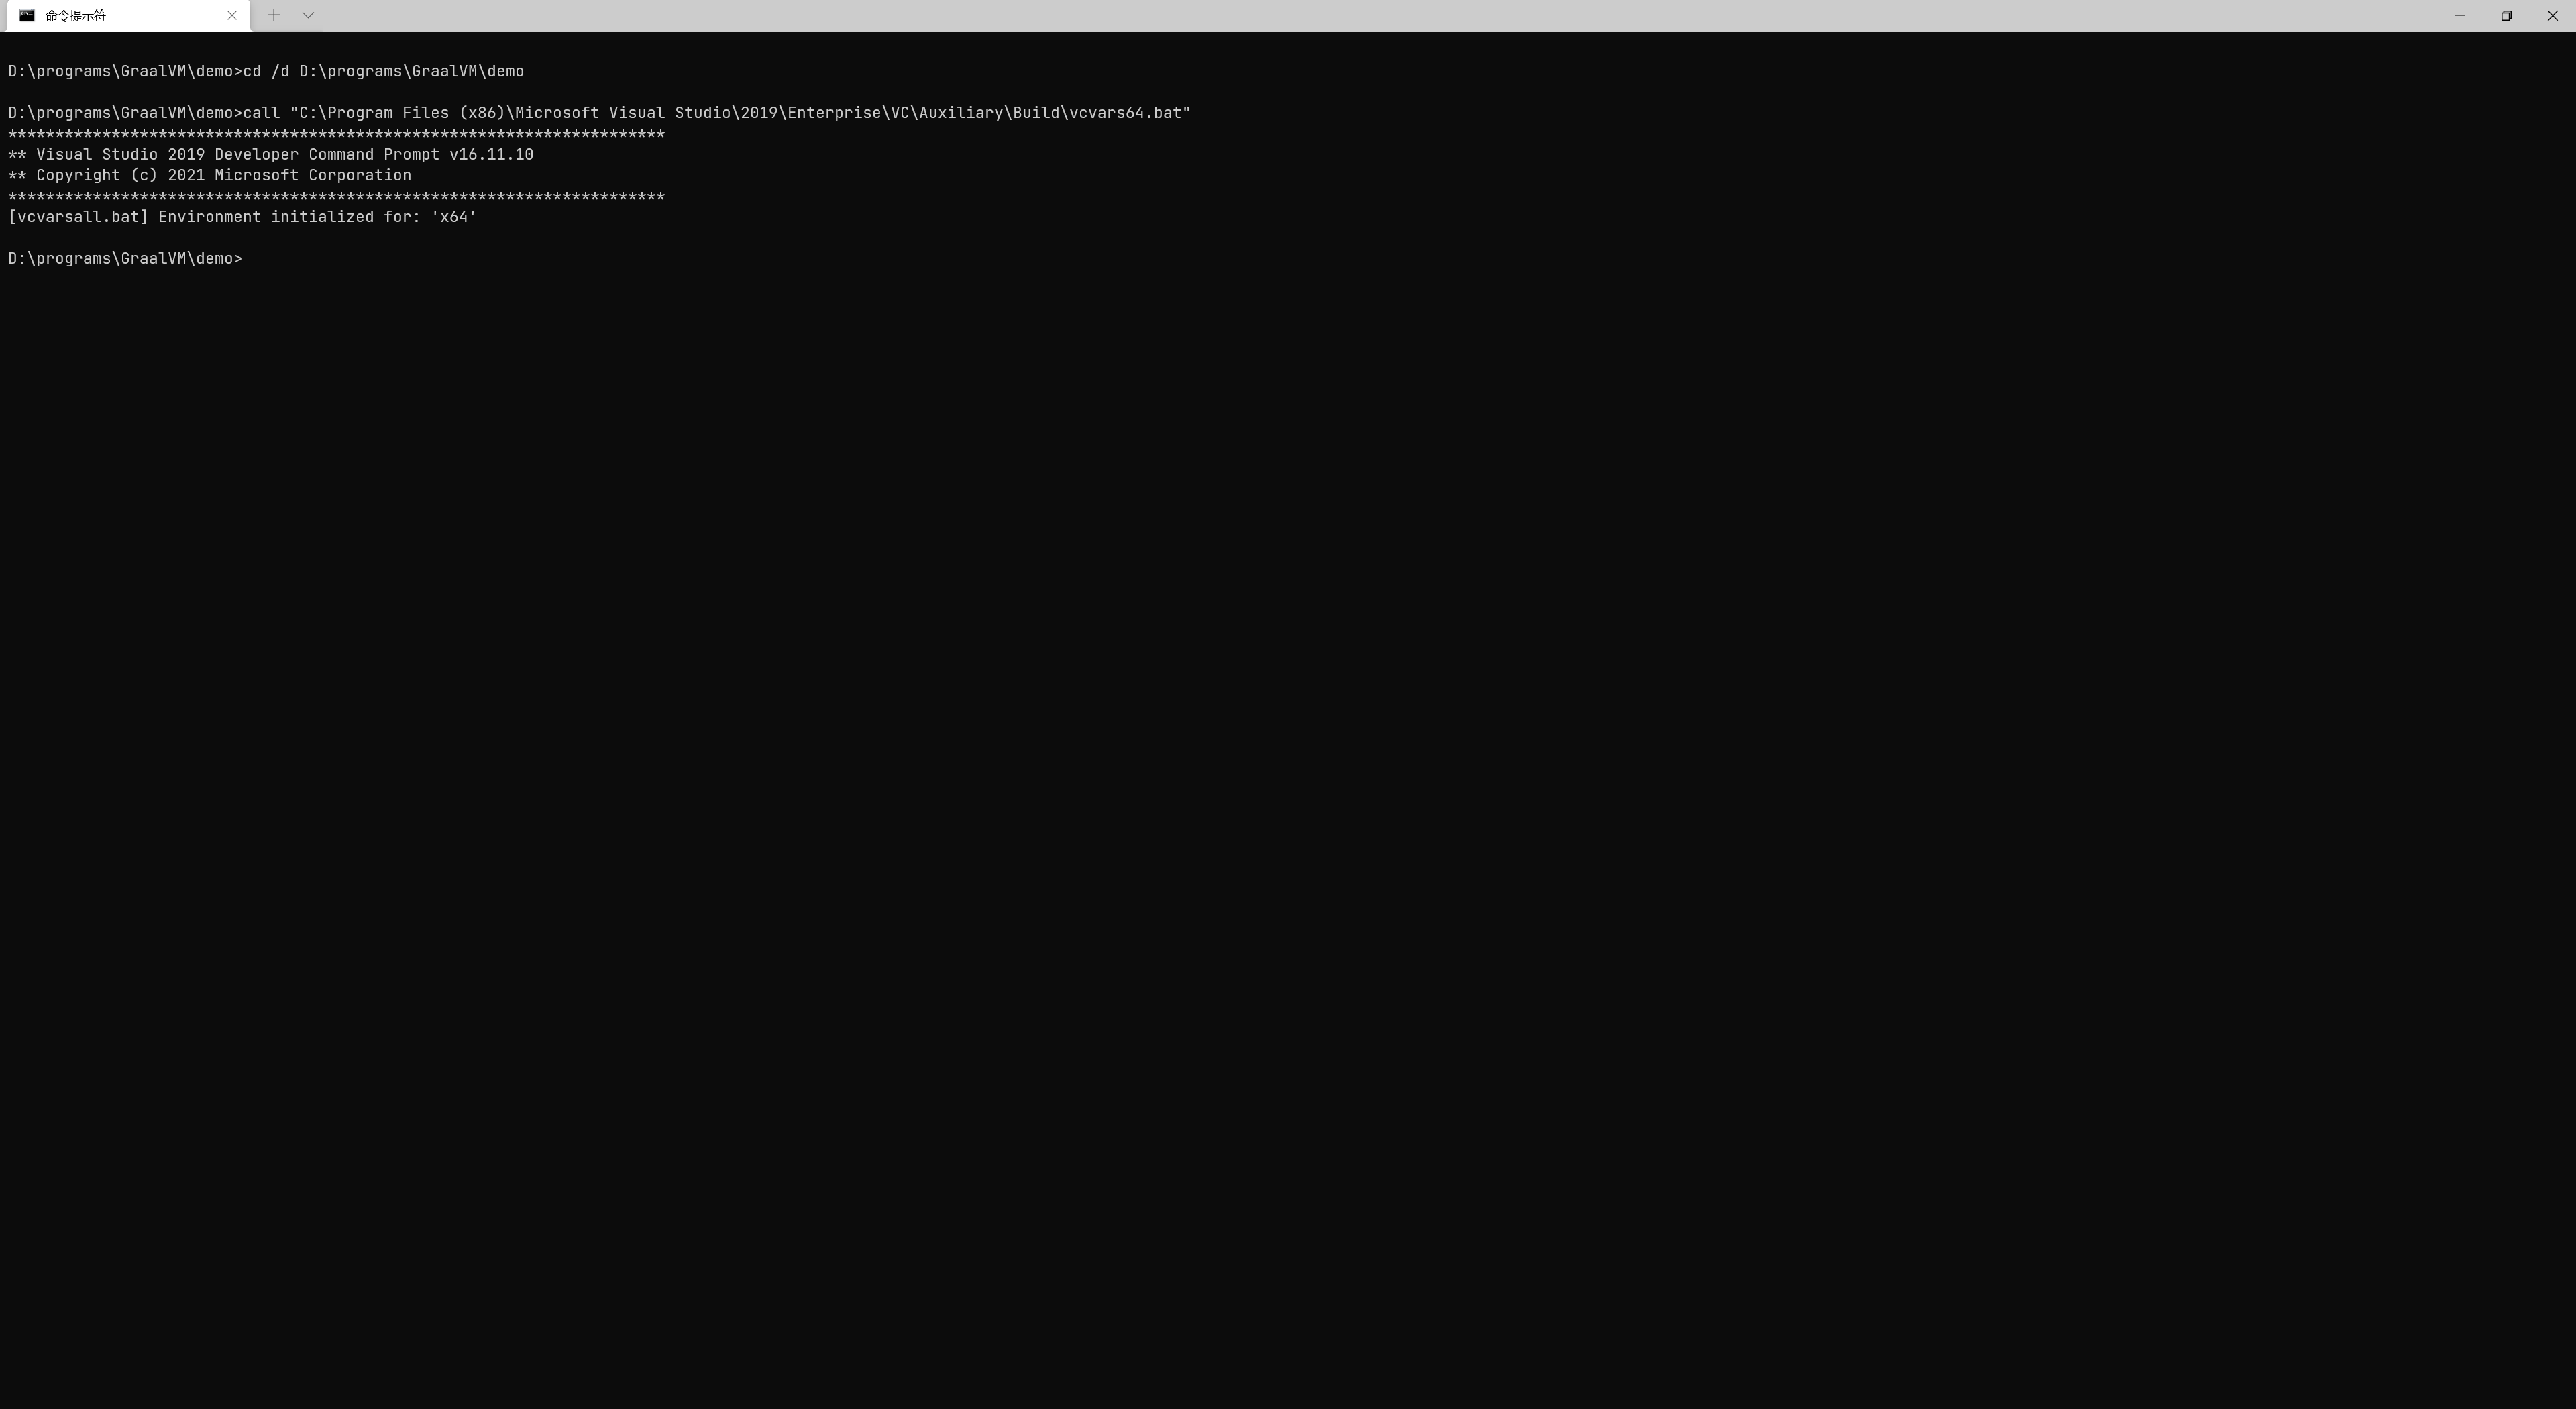 命令提示符
D:\programs\GraalVM\demo>cd /d D:\programs\GraalVM\demo
D:\programs\GraalVM\demo>call "C:\Program Files (x86)\Microsoft Visual Studio\2019\Enterprise\VC\Auxiliary\Build\vcvars64.bat"
**********************************************************************
** Visual Studio 2019 Developer Command Prompt v16.11.10
** Copyright (c) 2021 Microsoft Corporation
**********************************************************************
[vcvarsall.bat] Environment initialized for: 'x64'
D:\programs\GraalVM\demo>